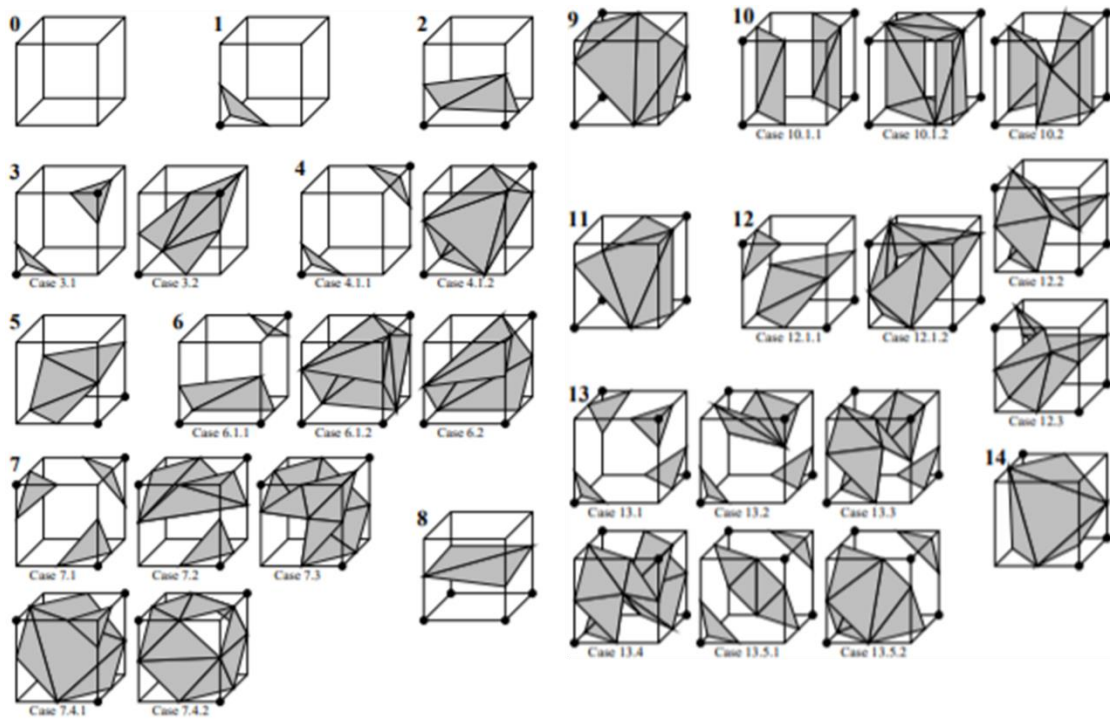 0 1 2
3 Case 3.1 Case 3.2
4 Case 4.1.1 Case 4.1.2
5
6 Case 6.1.1 Case 6.1.2 Case 6.2
7 Case 7.1 Case 7.2 Case 7.3
Case 7.4.1 Case 7.4.2
8
9
10 Case 10.1.1 Case 10.1.2 Case 10.2
11
12 Case 12.1.1 Case 12.1.2 Case 12.2
Case 12.3
13 Case 13.1 Case 13.2 Case 13.3
Case 13.4 Case 13.5.1 Case 13.5.2
14